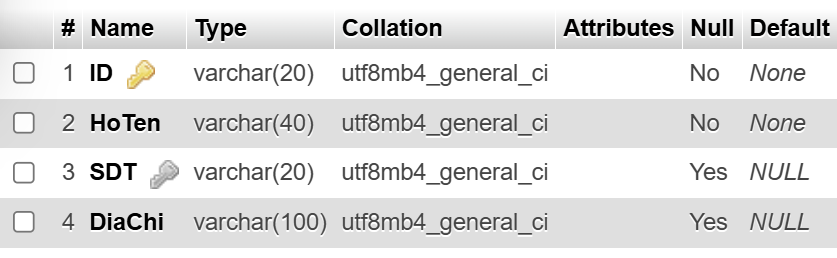 # Name Type Collation Attributes Null Default
1 ID varchar(20) utf8mb4_general_ci No None
2 HoTen varchar(40) utf8mb4_general_ci No None
3 SDT varchar(20) utf8mb4_general_ci Yes NULL
4 DiaChi varchar(100) utf8mb4_general_ci Yes NULL